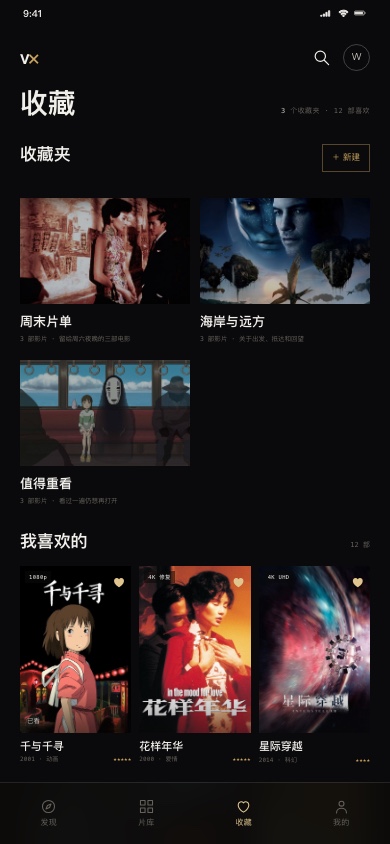 9:41
VX
W
收藏
3 个收藏夹 · 12 部喜欢
收藏夹
+ 新建
周末片单
3 部影片 · 留给周六夜晚的三部电影
海岸与远方
3 部影片 · 关于出发、抵达和回望
值得重看
3 部影片 · 看过一遍仍想再打开
我喜欢的
12 部
1080p
千与千寻
已看
千与千寻
2001 · 动画
4K 修复
in the mood for love
花样年华
花样年华
2000 · 爱情
4K UHD
星际穿越
星际穿越
2014 · 科幻
发现
片库
收藏
我的